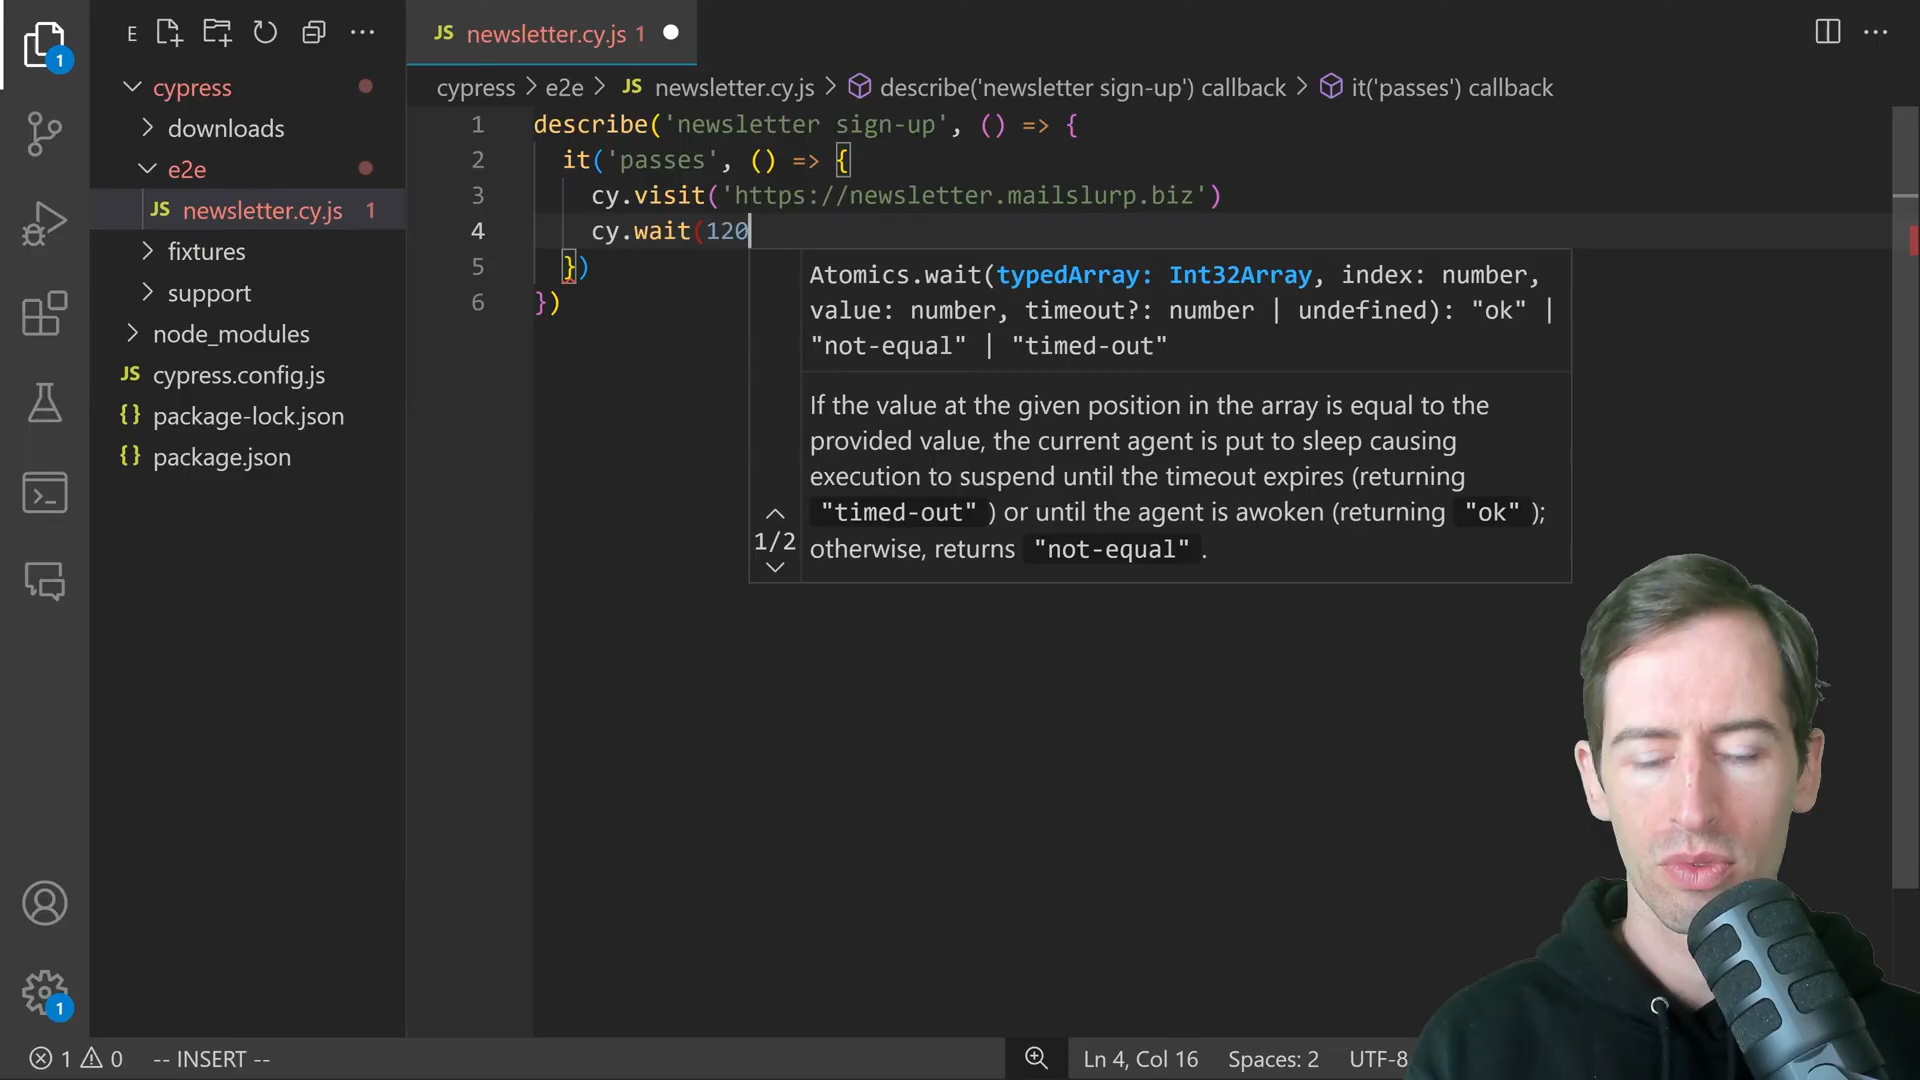 E
JS newsletter.cy.js 1
cypress
downloads
e2e
JS newsletter.cy.js 1
fixtures
support
node_modules
JS cypress.config.js
{} package-lock.json
{} package.json
1
1
cypress > e2e > JS newsletter.cy.js > describe('newsletter sign-up') callback > it('passes') callback
1 describe('newsletter sign-up', () => {
2 it('passes', () => {
3 cy.visit('https://newsletter.mailslurp.biz')
4 cy.wait(120
5 })
6 })
Atomics.wait(typedArray: Int32Array, index: number,
value: number, timeout?: number | undefined): "ok" |
"not-equal" | "timed-out"
If the value at the given position in the array is equal to the
provided value, the current agent is put to sleep causing
execution to suspend until the timeout expires (returning
"timed-out" ) or until the agent is awoken (returning "ok" );
otherwise, returns "not-equal" .
1/2
1 0 -- INSERT -- Ln 4, Col 16 Spaces: 2 UTF-8